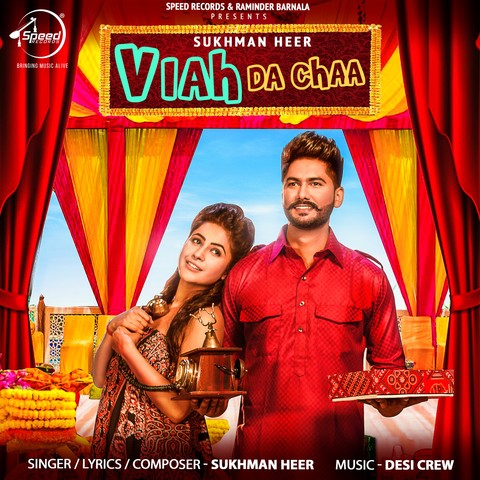 SPEED RECORDS & RAMINDER BARNALA
PRESENTS
Speed
RECORDS
BRINGING MUSIC ALIVE
SUKHMAN HEER
VIAH DA CHAA
SINGER / LYRICS / COMPOSER - SUKHMAN HEER MUSIC - DESI CREW